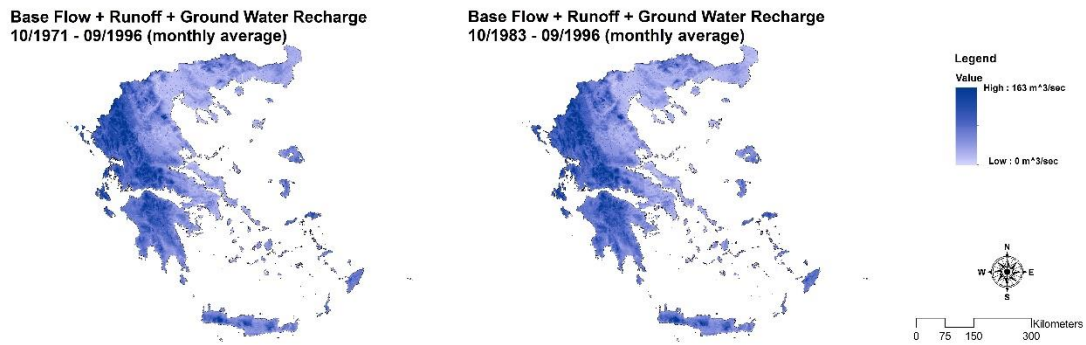 Base Flow + Runoff + Ground Water Recharge
10/1971 - 09/1996 (monthly average)
Base Flow + Runoff + Ground Water Recharge
10/1983 - 09/1996 (monthly average)
Legend
Value
High : 163 m^3/sec
Low : 0 m^3/sec
N
W E
S
Kilometers
0 75 150 300